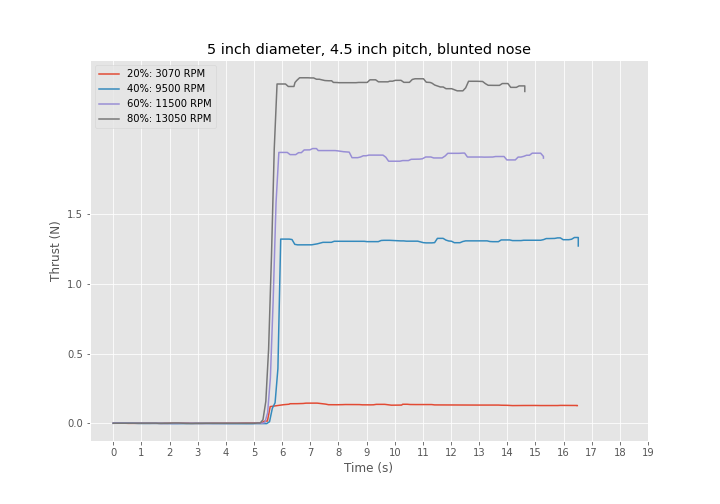 5 inch diameter, 4.5 inch pitch, blunted nose
20%: 3070 RPM
40%: 9500 RPM
60%: 11500 RPM
80%: 13050 RPM
Thrust (N)
1.5
1.0
0.5
0.0
0 1 2 3 4 5 6 7 8 9 10 11 12 13 14 15 16 17 18 19
Time (s)